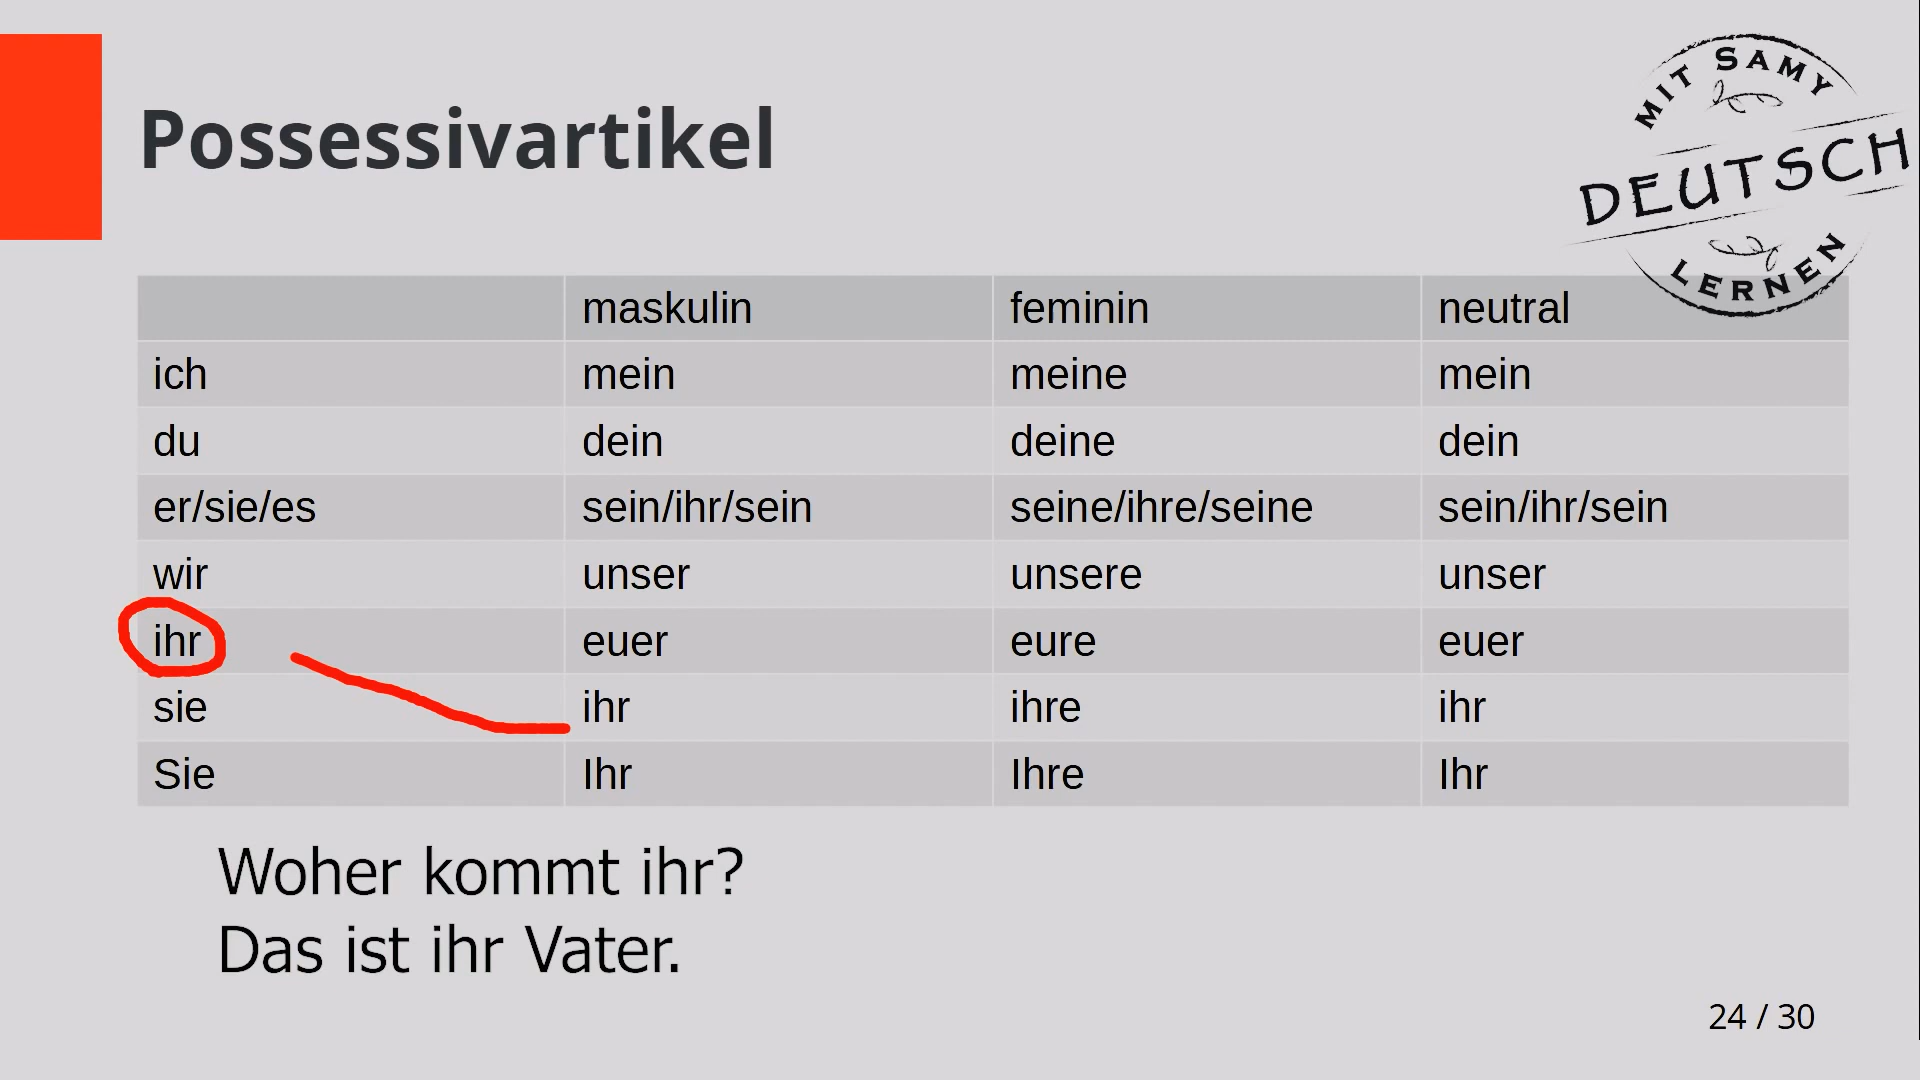 Possessivartikel
MIT SAMY
DEUTSCH
LERNEN
maskulin feminin neutral
ich mein meine mein
du dein deine dein
er/sie/es sein/ihr/sein seine/ihre/seine sein/ihr/sein
wir unser unsere unser
ihr euer eure euer
sie ihr ihre ihr
Sie Ihr Ihre Ihr
Woher kommt ihr?
Das ist ihr Vater.
24 / 30